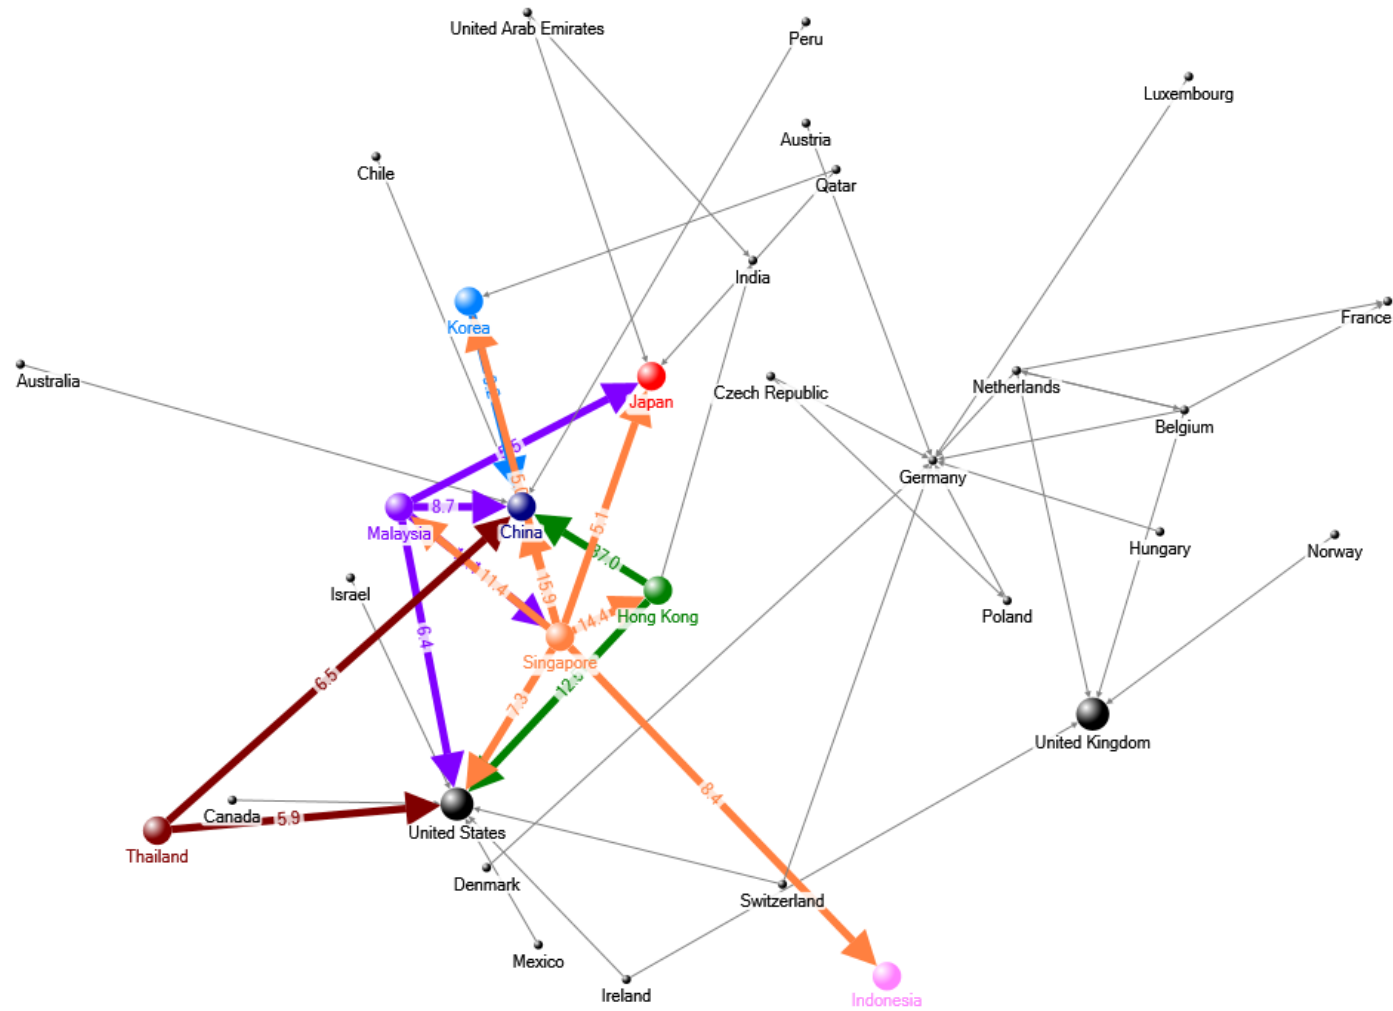 United Arab Emirates
Peru
Luxembourg
Austria
Chile
Qatar
India
France
Korea
Australia
Japan
Czech Republic
Netherlands
Belgium
Germany
8.7
Malaysia
China
5.1
37.0
Hungary
Norway
11.4
15.9
Israel
14.4
Hong Kong
Poland
6.4
Singapore
6.5
7.3
United Kingdom
8.4
Canada
5.9
United States
Thailand
Denmark
Switzerland
Mexico
Ireland
Indonesia